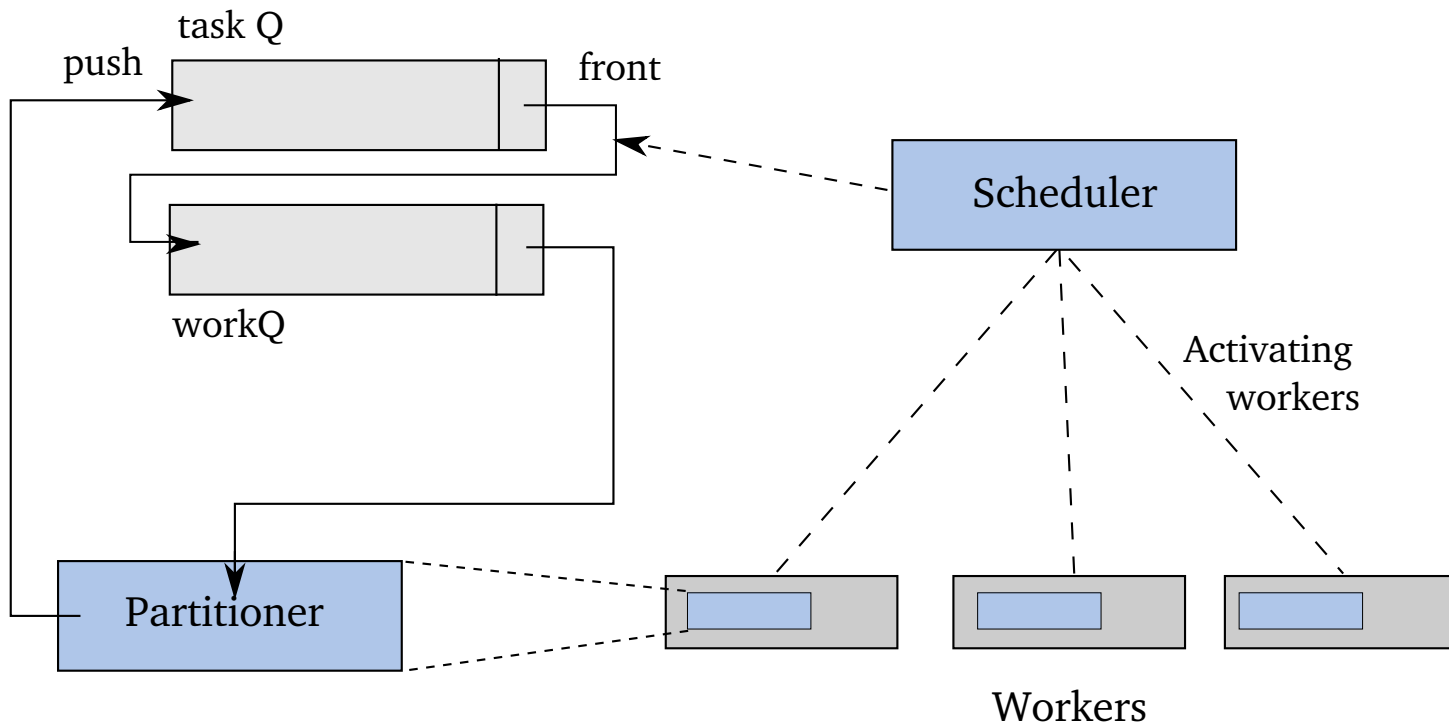 task Q
push
front
Scheduler
workQ
Activating
workers
Partitioner
Workers